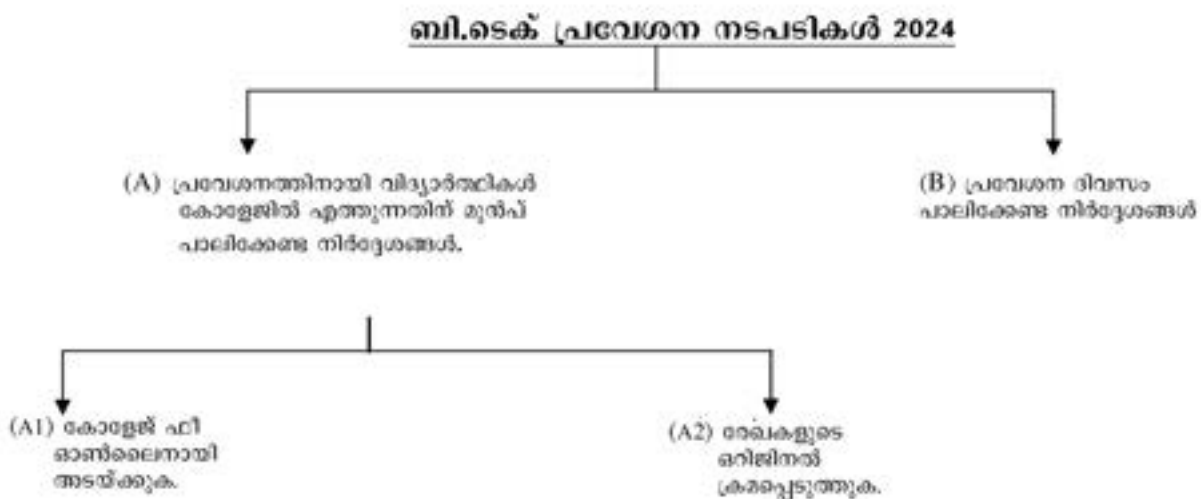 ബി.ടെക് പ്രവേശന നടപടികൾ 2024
(A) പ്രവേശനത്തിനായി വിദ്യാർത്ഥികൾ
കോളേജിൽ എത്തുന്നതിന് മുൻപ്
പാലിക്കേണ്ട നിർദ്ദേശങ്ങൾ.
(B) പ്രവേശന ദിവസം
പാലിക്കേണ്ട നിർദ്ദേശങ്ങൾ
(A1) കോളേജ് ഫീ
ഓൺലൈനായി
അടയ്ക്കുക.
(A2) രേഖകളുടെ
ഒറിജിനൽ
ക്രമപ്പെടുത്തുക.